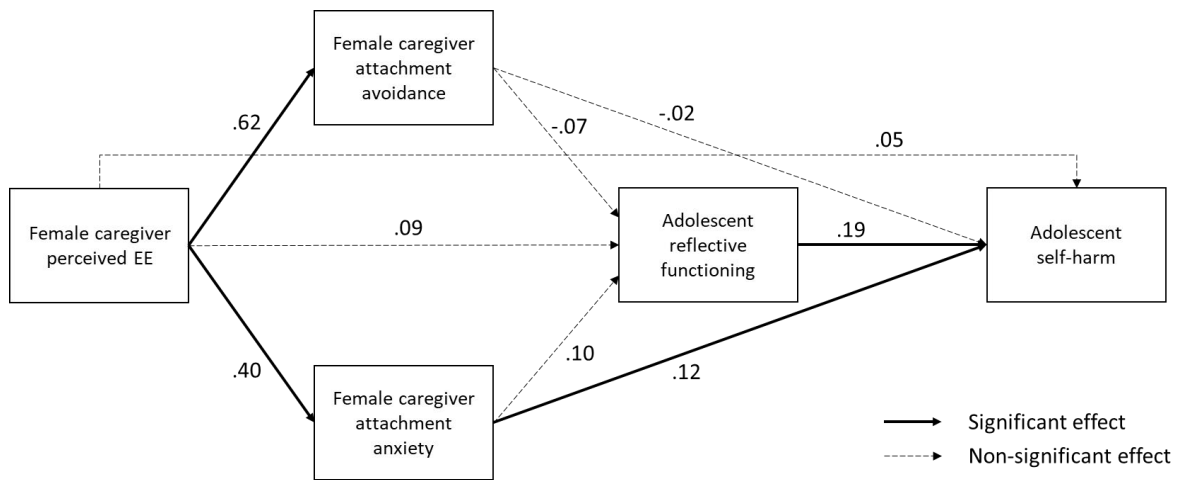 Female caregiver
attachment
avoidance
.62
-.07
-.02
.05
Female caregiver
perceived EE
.09
Adolescent
reflective
functioning
.19
Adolescent
self-harm
.40
.10
.12
Female caregiver
attachment
anxiety
Significant effect
Non-significant effect